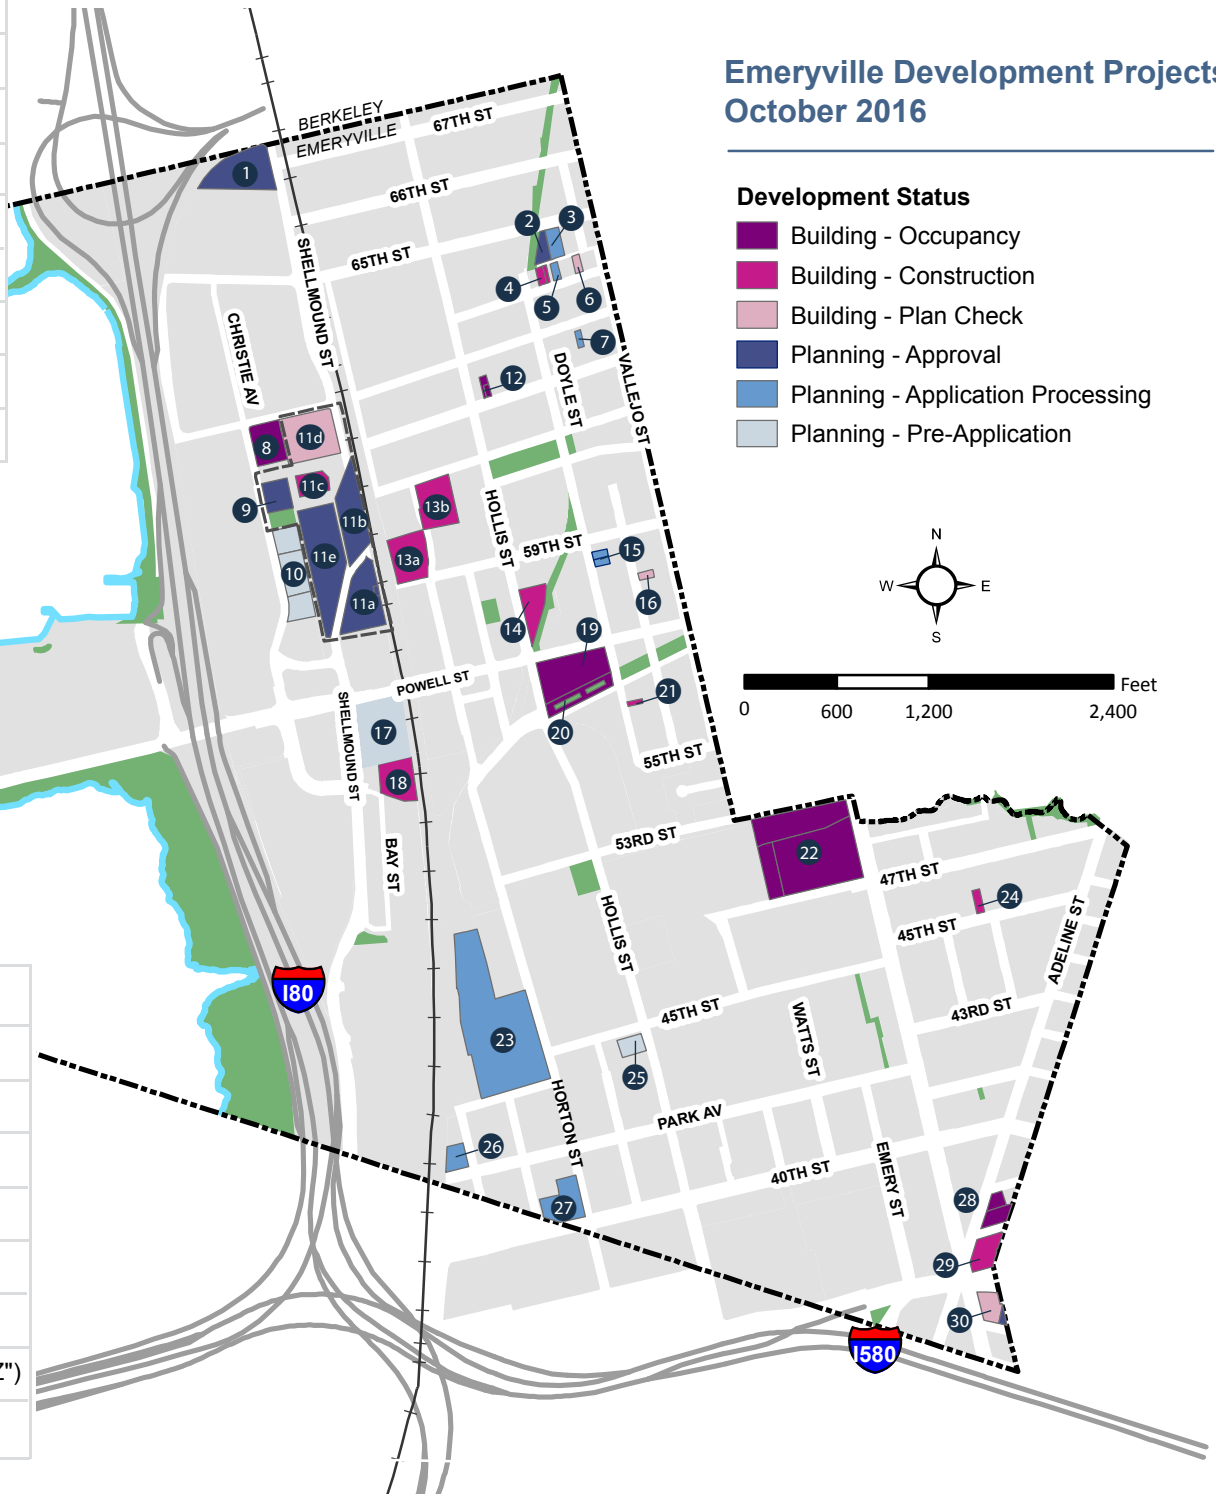 Emeryville Development Projects
October 2016
Development Status
Building - Occupancy
Building - Construction
Building - Plan Check
Planning - Approval
Planning - Application Processing
Planning - Pre-Application
N
W
E
S
Feet
0
600
1,200
2,400
BERKELEY
EMERYVILLE
67TH ST
66TH ST
65TH ST
SHELLMOUND ST
CHRISTIE AV
DOYLE ST
VALLEJO ST
HOLLIS ST
59TH ST
POWELL ST
SHELLMOUND ST
55TH ST
53RD ST
BAY ST
47TH ST
45TH ST
HOLLIS ST
ADELINE ST
43RD ST
45TH ST
WATTS ST
PARK AV
HORTON ST
40TH ST
EMERY ST
I80
I580
1
2
3
4
5
6
7
12
8
11d
11c
9
11b
13b
11e
13a
10
11a
15
16
14
19
21
20
17
18
22
24
23
25
26
27
28
29
30
")